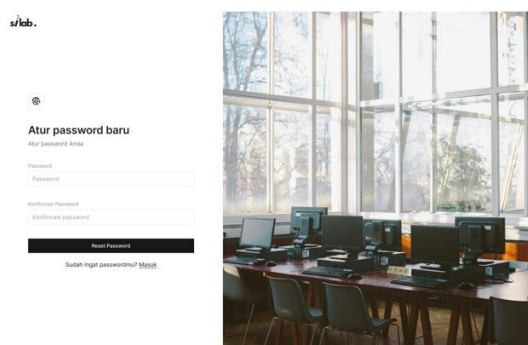 silab.
Atur password baru
Atur password Anda
Password
Password
Konfirmasi Password
Konfirmasi password
Reset Password
Sudah ingat passwordmu? Masuk